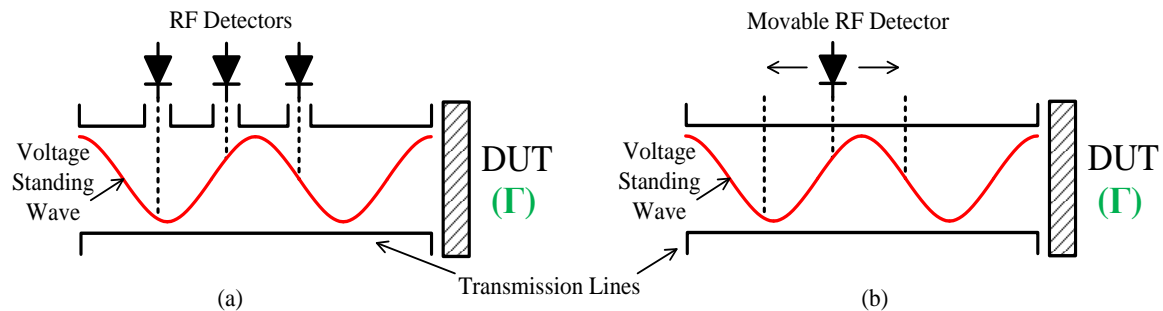 RF Detectors
Voltage
Standing
Wave
DUT
(Γ)
(a)
Movable RF Detector
Voltage
Standing
Wave
DUT
(Γ)
(b)
Transmission Lines